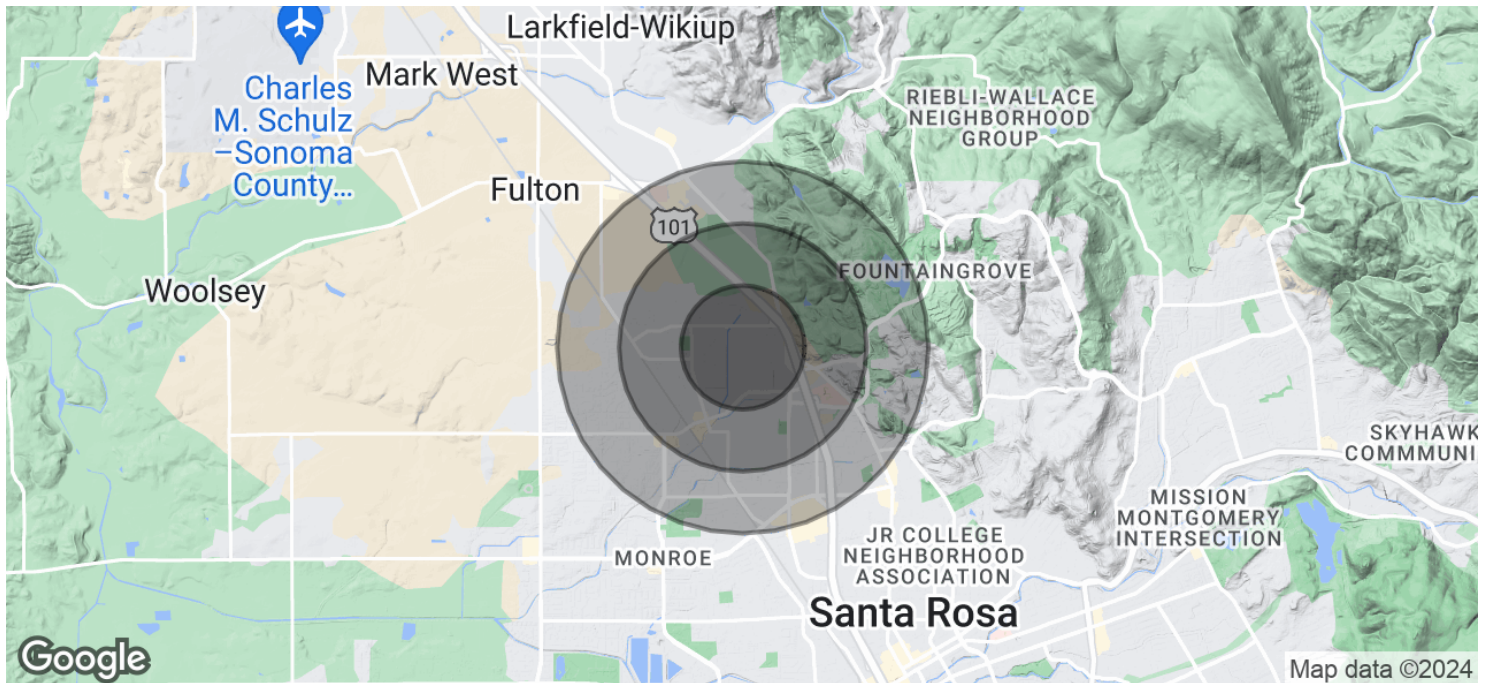 Larkfield-Wikiup
Mark West
Charles
M. Schulz
–Sonoma
County...
RIEBLI-WALLACE
NEIGHBORHOOD
GROUP
Fulton
101
FOUNTAINGROVE
Woolsey
SKYHAWK
COMMMUNI
MISSION
MONTGOMERY
INTERSECTION
MONROE
JR COLLEGE
NEIGHBORHOOD
ASSOCIATION
Santa Rosa
Google
Map data ©2024